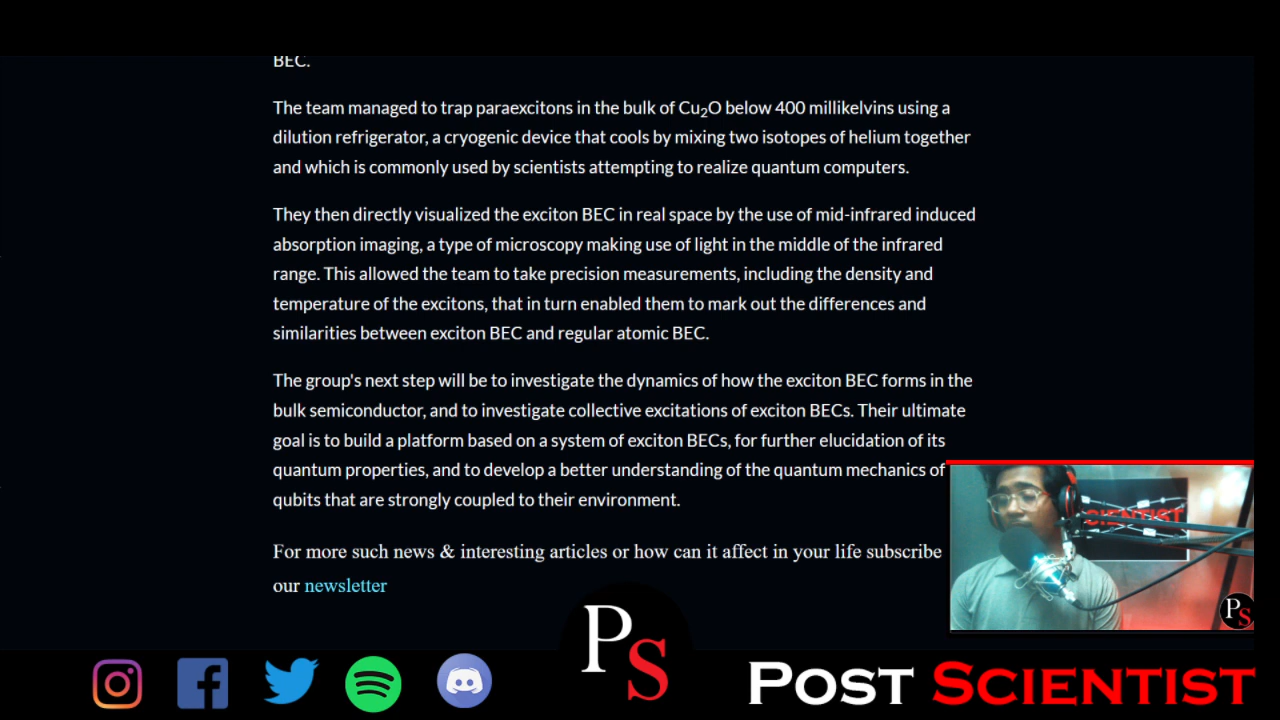 BEC.
The team managed to trap paraexcitons in the bulk of Cu₂O below 400 millikelvins using a
dilution refrigerator, a cryogenic device that cools by mixing two isotopes of helium together
and which is commonly used by scientists attempting to realize quantum computers.
They then directly visualized the exciton BEC in real space by the use of mid-infrared induced
absorption imaging, a type of microscopy making use of light in the middle of the infrared
range. This allowed the team to take precision measurements, including the density and
temperature of the excitons, that in turn enabled them to mark out the differences and
similarities between exciton BEC and regular atomic BEC.
The group's next step will be to investigate the dynamics of how the exciton BEC forms in the
bulk semiconductor, and to investigate collective excitations of exciton BECs. Their ultimate
goal is to build a platform based on a system of exciton BECs, for further elucidation of its
quantum properties, and to develop a better understanding of the quantum mechanics of
qubits that are strongly coupled to their environment.
For more such news & interesting articles or how can it affect in your life subscribe
our newsletter
SCIENTIST
PS
PS
POST SCIENTIST